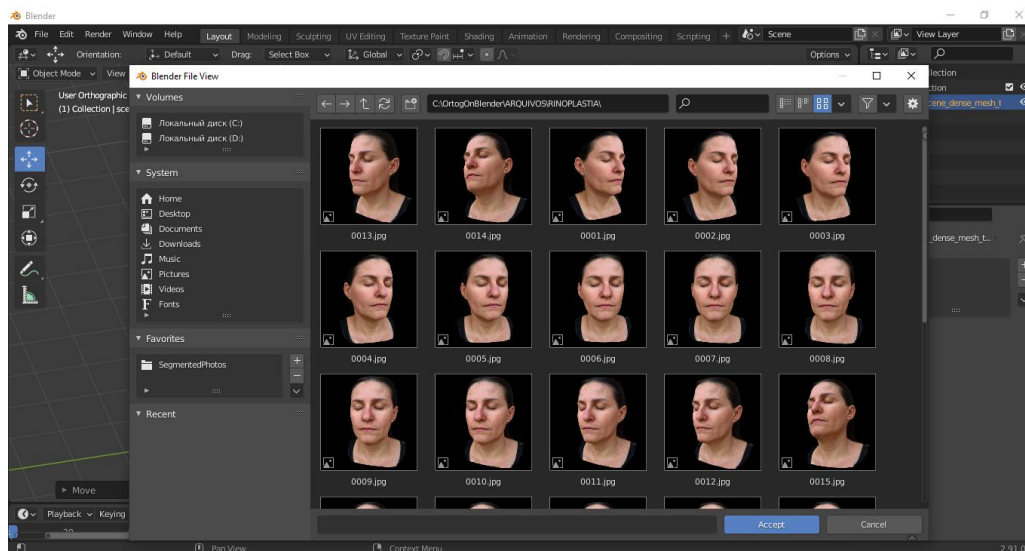 Blender
File Edit Render Window Help Layout Modeling Sculpting UV Editing Texture Paint Shading Animation Rendering Compositing Scripting + Scene View Layer
Orientation: Default Drag: Select Box Global Options
Object Mode View Blender File View
User Orthographic
(1) Collection | sce
Volumes
C:\OrtogOnBlender\ARQUIVOS\RINOPLASTIA\
Локальный диск (C:)
Локальный диск (D:)
System
Home
Desktop
Documents
Downloads
Music
Pictures
Videos
Fonts
Favorites
SegmentedPhotos
Recent
0013.jpg 0014.jpg 0001.jpg 0002.jpg 0003.jpg
0004.jpg 0005.jpg 0006.jpg 0007.jpg 0008.jpg
0009.jpg 0010.jpg 0011.jpg 0012.jpg 0015.jpg
llection
ction
cene_dense_mesh_t
_dense_mesh_t...
Move
Playback Keying
Accept Cancel
Pan View Context Menu